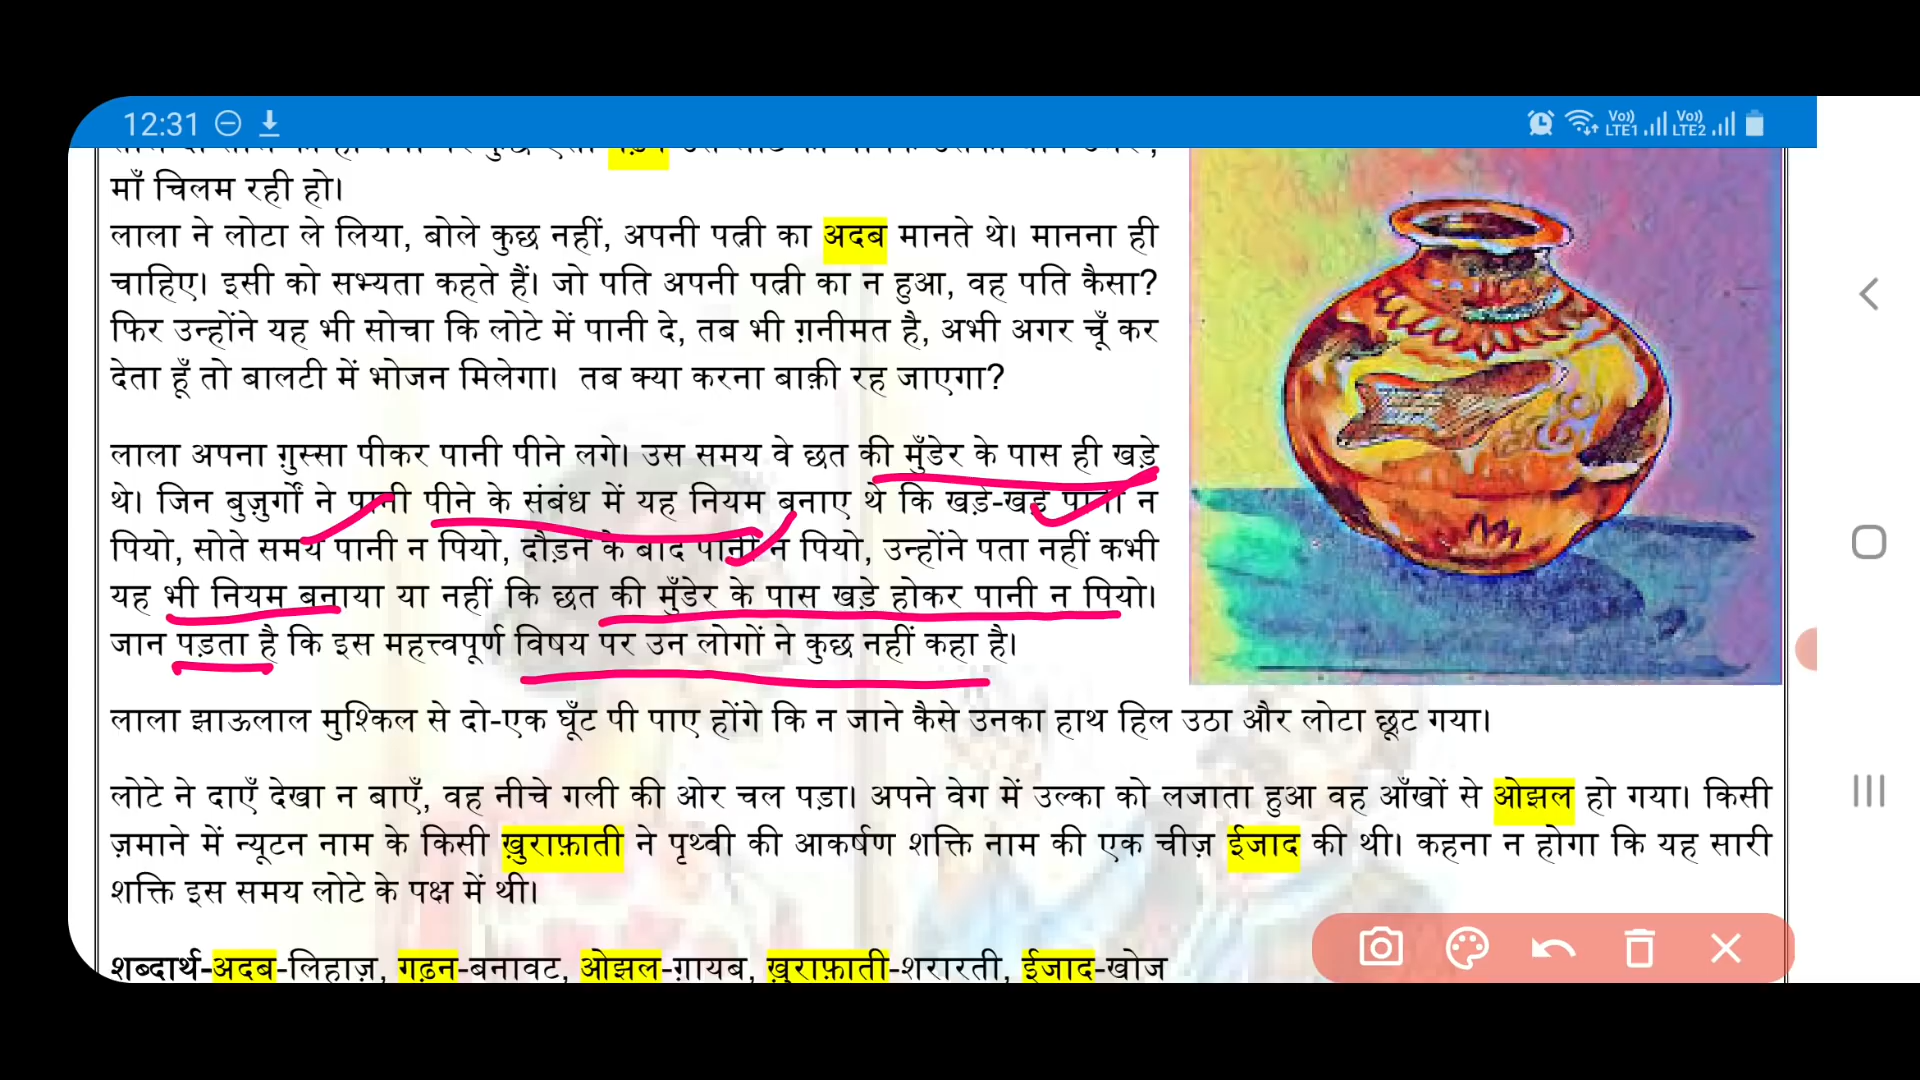 12:31
Vo)) LTE1 Vo)) LTE2
माँ चिलम रही हो।
लाला ने लोटा ले लिया, बोले कुछ नहीं, अपनी पत्नी का अदब मानते थे। मानना ही
चाहिए। इसी को सभ्यता कहते हैं। जो पति अपनी पत्नी का न हुआ, वह पति कैसा?
फिर उन्होंने यह भी सोचा कि लोटे में पानी दे, तब भी ग़नीमत है, अभी अगर चूँ कर
देता हूँ तो बालटी में भोजन मिलेगा। तब क्या करना बाक़ी रह जाएगा?
लाला अपना ग़ुस्सा पीकर पानी पीने लगे। उस समय वे छत की मुँडेर के पास ही खड़े
थे। जिन बुज़ुर्गों ने पानी पीने के संबंध में यह नियम बनाए थे कि खड़े-खड़े पानी न
पियो, सोते समय पानी न पियो, दौड़ने के बाद पानी न पियो, उन्होंने पता नहीं कभी
यह भी नियम बनाया या नहीं कि छत की मुँडेर के पास खड़े होकर पानी न पियो।
जान पड़ता है कि इस महत्त्वपूर्ण विषय पर उन लोगों ने कुछ नहीं कहा है।
लाला झाऊलाल मुश्किल से दो-एक घूँट पी पाए होंगे कि न जाने कैसे उनका हाथ हिल उठा और लोटा छूट गया।
लोटे ने दाएँ देखा न बाएँ, वह नीचे गली की ओर चल पड़ा। अपने वेग में उल्का को लजाता हुआ वह आँखों से ओझल हो गया। किसी
ज़माने में न्यूटन नाम के किसी ख़ुराफ़ाती ने पृथ्वी की आकर्षण शक्ति नाम की एक चीज़ ईजाद की थी। कहना न होगा कि यह सारी
शक्ति इस समय लोटे के पक्ष में थी।
शब्दार्थ-अदब-लिहाज़, गढ़न-बनावट, ओझल-ग़ायब, ख़ुराफ़ाती-शरारती, ईजाद-खोज